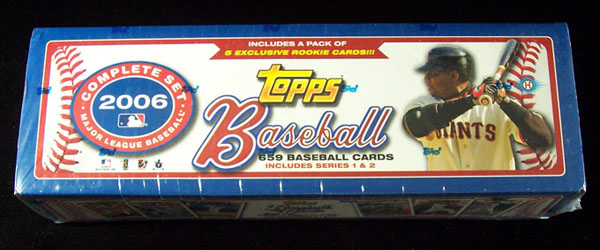 INCLUDES A PACK OF
5 EXCLUSIVE ROOKIE CARDS!!!
COMPLETE SET
2006
MAJOR LEAGUE BASEBALL
Topps
Baseball
659 BASEBALL CARDS
INCLUDES SERIES 1 & 2
GIANTS